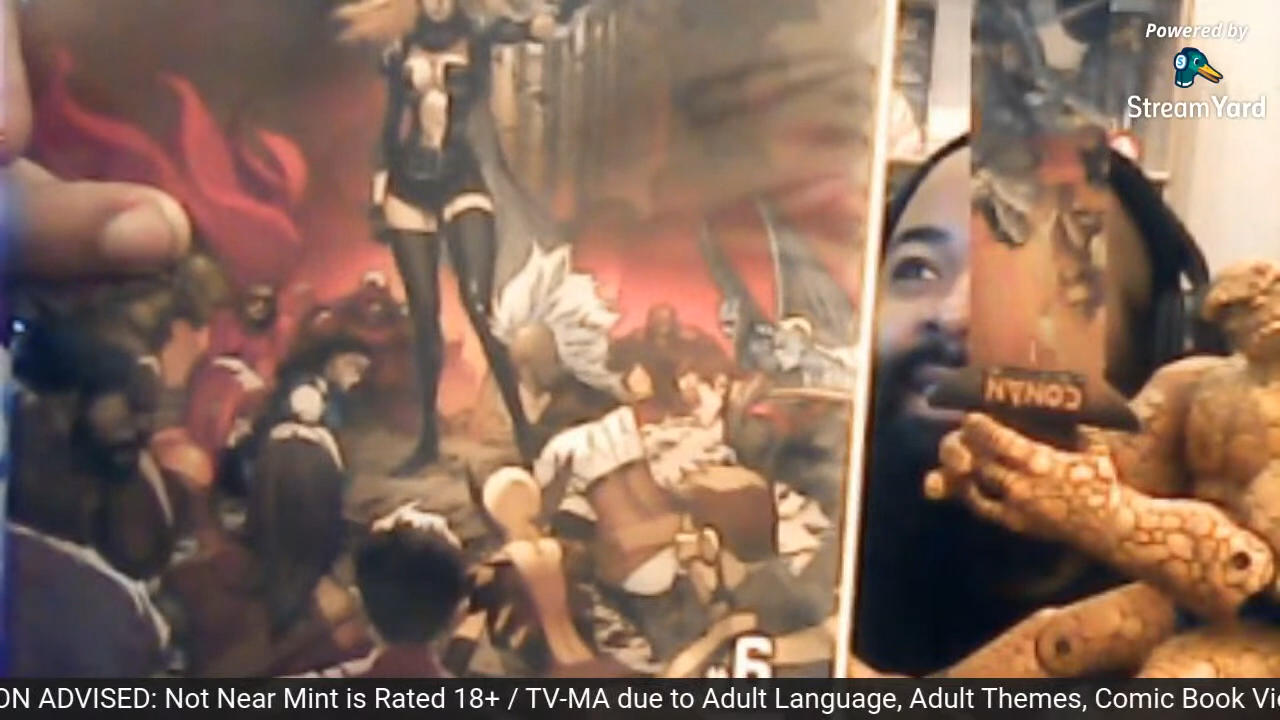 Powered by
StreamYard
CONAN
6
ON ADVISED: Not Near Mint is Rated 18+ / TV-MA due to Adult Language, Adult Themes, Comic Book Vi